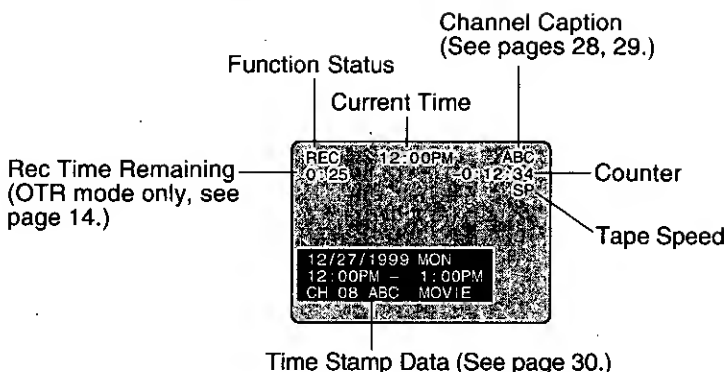 Channel Caption
(See pages 28, 29.)
Function Status
Current Time
REC 12:00PM ABC
Rec Time Remaining
(OTR mode only, see
page 14.)
0:25 -0:12:34
Counter
SP
Tape Speed
12/27/1999 MON
12:00PM – 1:00PM
CH 08 ABC MOVIE
Time Stamp Data (See page 30.)